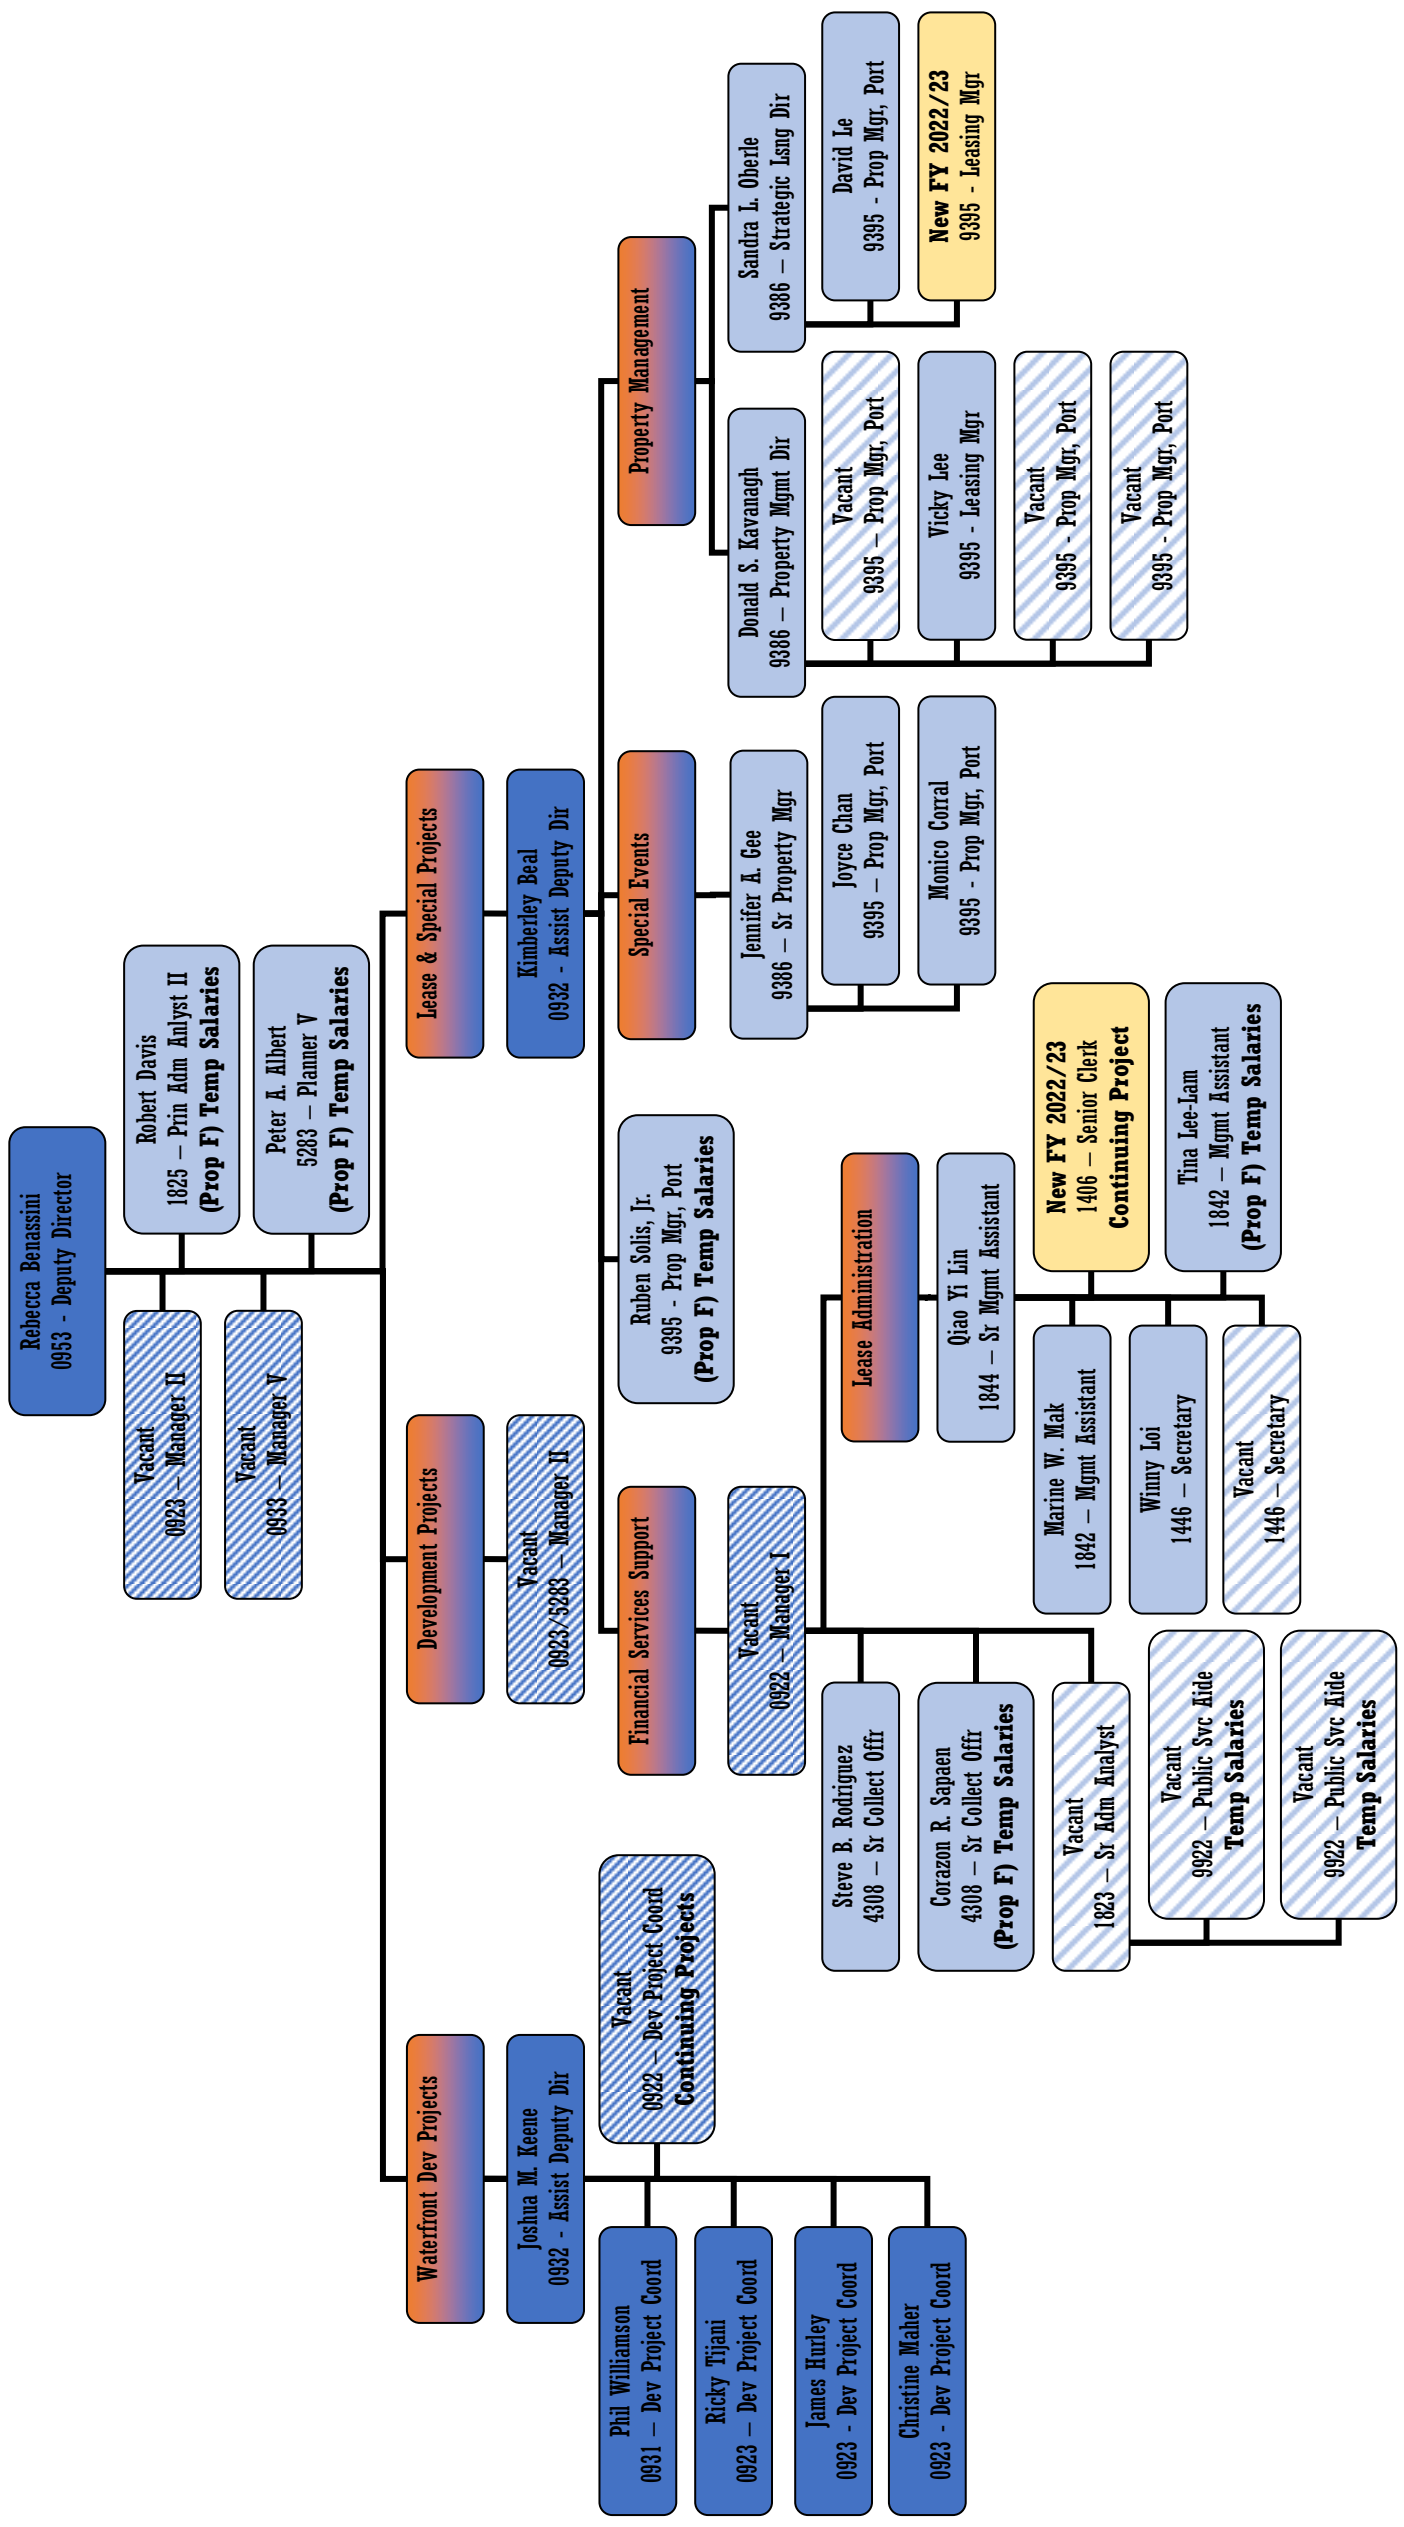 Rebecca Benassini
0953 - Deputy Director
Vacant
0923 – Manager II
Robert Davis
1825 – Prin Adm Anlyst II
(Prop F) Temp Salaries
Vacant
0933 – Manager V
Peter A. Albert
5283 – Planner V
(Prop F) Temp Salaries
Waterfront Dev Projects
Joshua M. Keene
0932 - Assist Deputy Dir
Vacant
0922 – Dev Project Coord
Continuing Projects
Phil Williamson
0931 – Dev Project Coord
Ricky Tijani
0923 – Dev Project Coord
James Hurley
0923 - Dev Project Coord
Christine Maher
0923 - Dev Project Coord
Development Projects
Vacant
0923/5283 – Manager II
Lease & Special Projects
Kimberley Beal
0932 - Assist Deputy Dir
Financial Services Support
Vacant
0922 – Manager I
Steve B. Rodriguez
4308 – Sr Collect Offr
Corazon R. Sapaen
4308 – Sr Collect Offr
(Prop F) Temp Salaries
Vacant
1823 – Sr Adm Analyst
Vacant
9922 – Public Svc Aide
Temp Salaries
Vacant
9922 – Public Svc Aide
Temp Salaries
Lease Administration
Qiao Yi Lin
1844 – Sr Mgmt Assistant
Marine W. Mak
1842 – Mgmt Assistant
New FY 2022/23
1406 – Senior Clerk
Continuing Project
Winny Loi
1446 – Secretary
Tina Lee-Lam
1842 – Mgmt Assistant
(Prop F) Temp Salaries
Vacant
1446 – Secretary
Ruben Solis, Jr.
9395 - Prop Mgr, Port
(Prop F) Temp Salaries
Special Events
Jennifer A. Gee
9386 – Sr Property Mgr
Joyce Chan
9395 – Prop Mgr, Port
Monico Corral
9395 - Prop Mgr, Port
Property Management
Donald S. Kavanagh
9386 – Property Mgmt Dir
Vacant
9395 – Prop Mgr, Port
Vicky Lee
9395 - Leasing Mgr
Vacant
9395 - Prop Mgr, Port
Vacant
9395 - Prop Mgr, Port
Sandra L. Oberle
9386 – Strategic Lsng Dir
David Le
9395 - Prop Mgr, Port
New FY 2022/23
9395 - Leasing Mgr